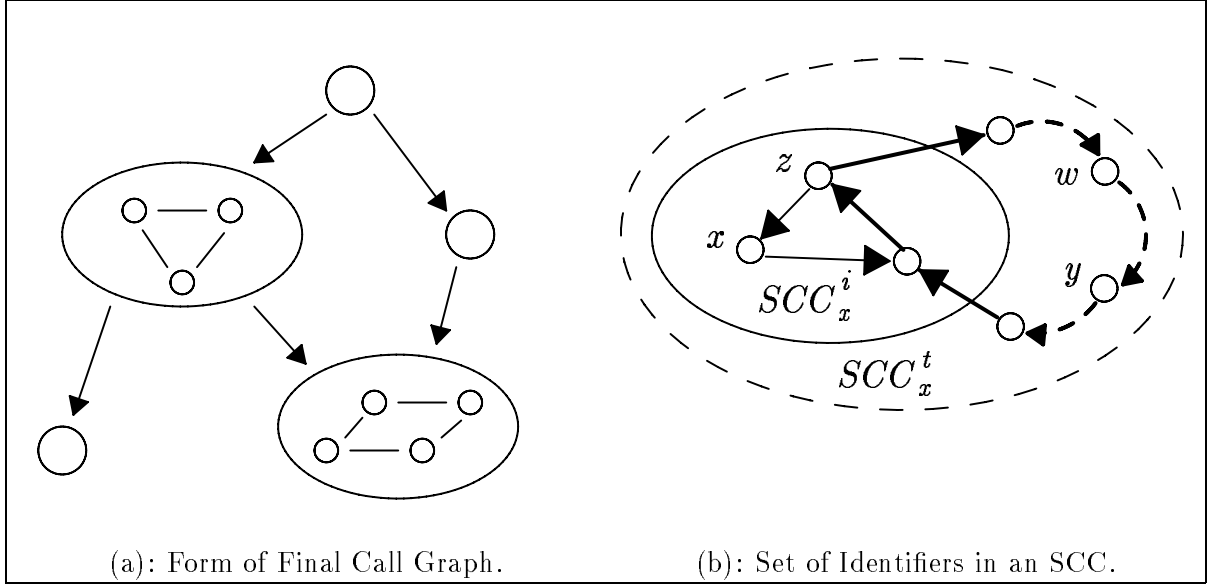 z
w
x
y
SCC_x^i
SCC_x^t
(a): Form of Final Call Graph.
(b): Set of Identifiers in an SCC.